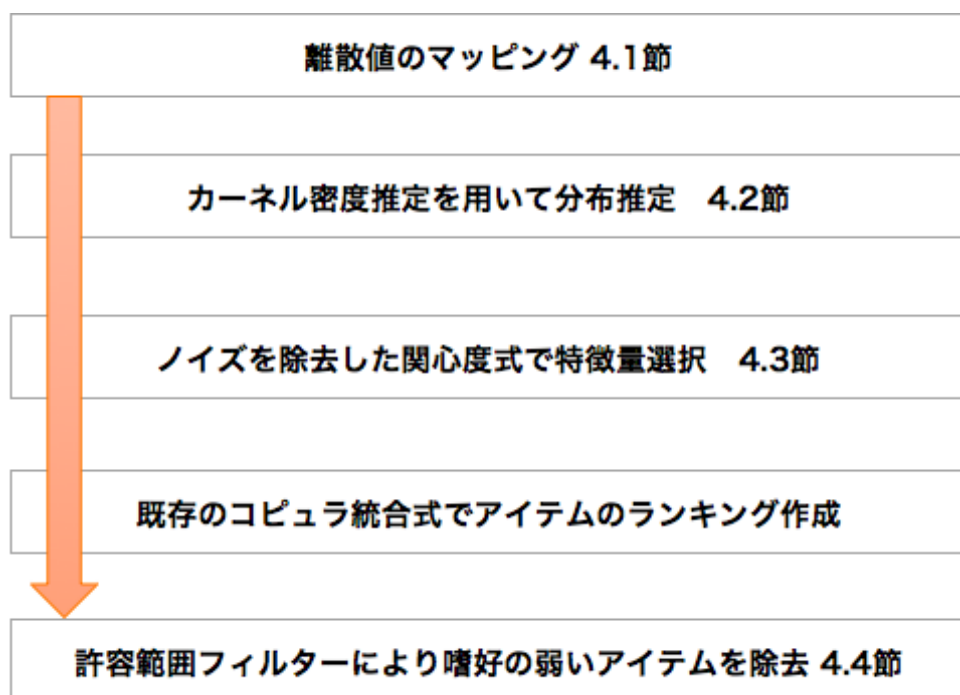 離散値のマッピング 4.1節
カーネル密度推定を用いて分布推定　4.2節
ノイズを除去した関心度式で特徴量選択　4.3節
既存のコピュラ統合式でアイテムのランキング作成
許容範囲フィルターにより嗜好の弱いアイテムを除去 4.4節